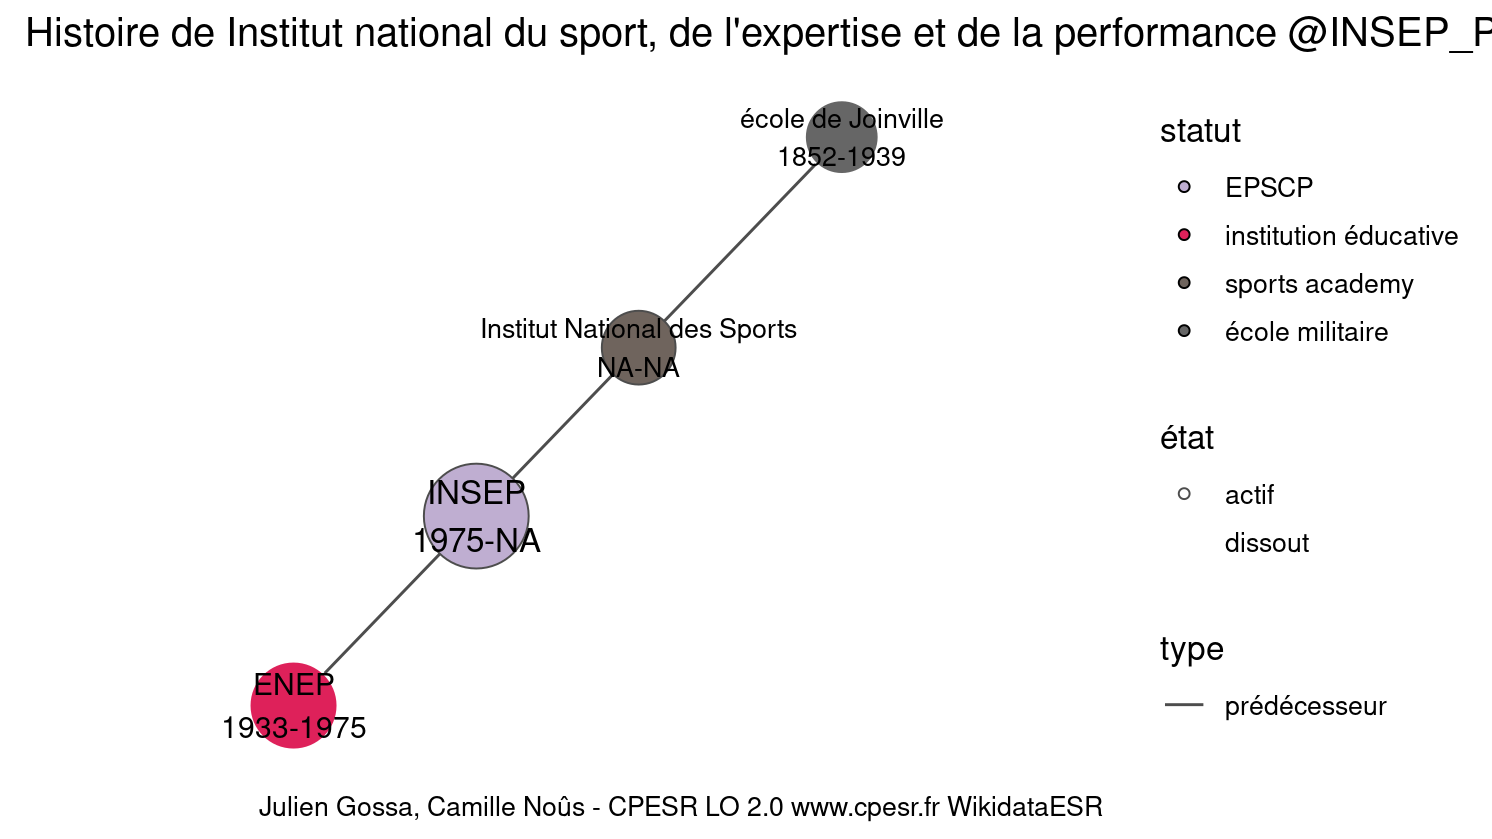 Histoire de Institut national du sport, de l'expertise et de la performance @INSEP_P
école de Joinville
1852-1939
Institut National des Sports
NA-NA
INSEP
1975-NA
ENEP
1933-1975
statut
EPSCP
institution éducative
sports academy
école militaire
état
actif
dissout
type
prédécesseur
Julien Gossa, Camille Noûs - CPESR LO 2.0 www.cpesr.fr WikidataESR